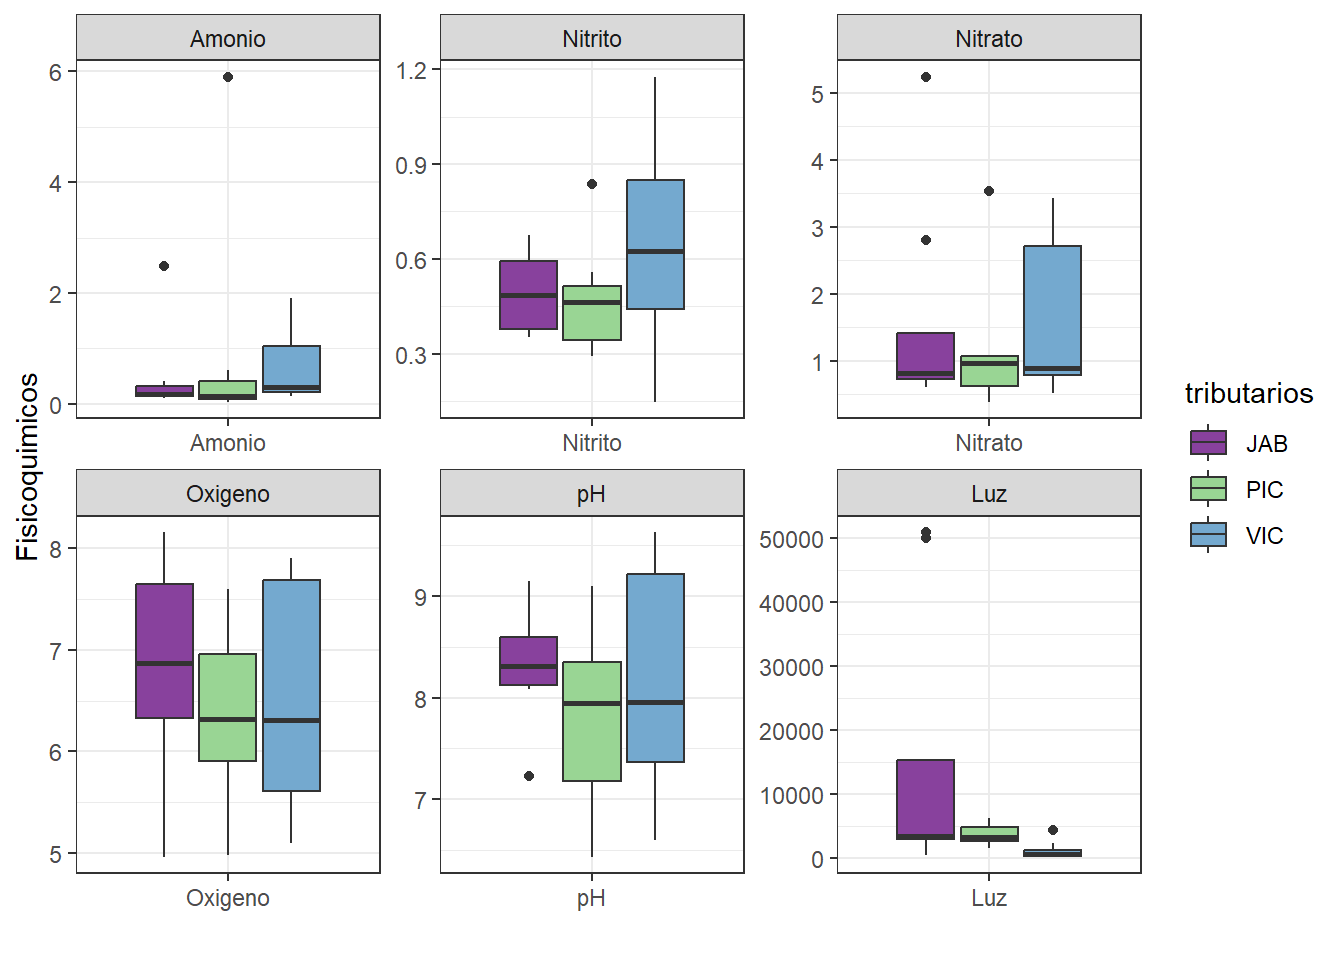 Fisicoquimicos
Amonio
6
4
2
0
Amonio
Nitrito
1.2
0.9
0.6
0.3
Nitrito
Nitrato
5
4
3
2
1
Nitrato
Oxigeno
8
7
6
5
Oxigeno
pH
9
8
7
pH
Luz
50000
40000
30000
20000
10000
0
Luz
tributarios
JAB
PIC
VIC